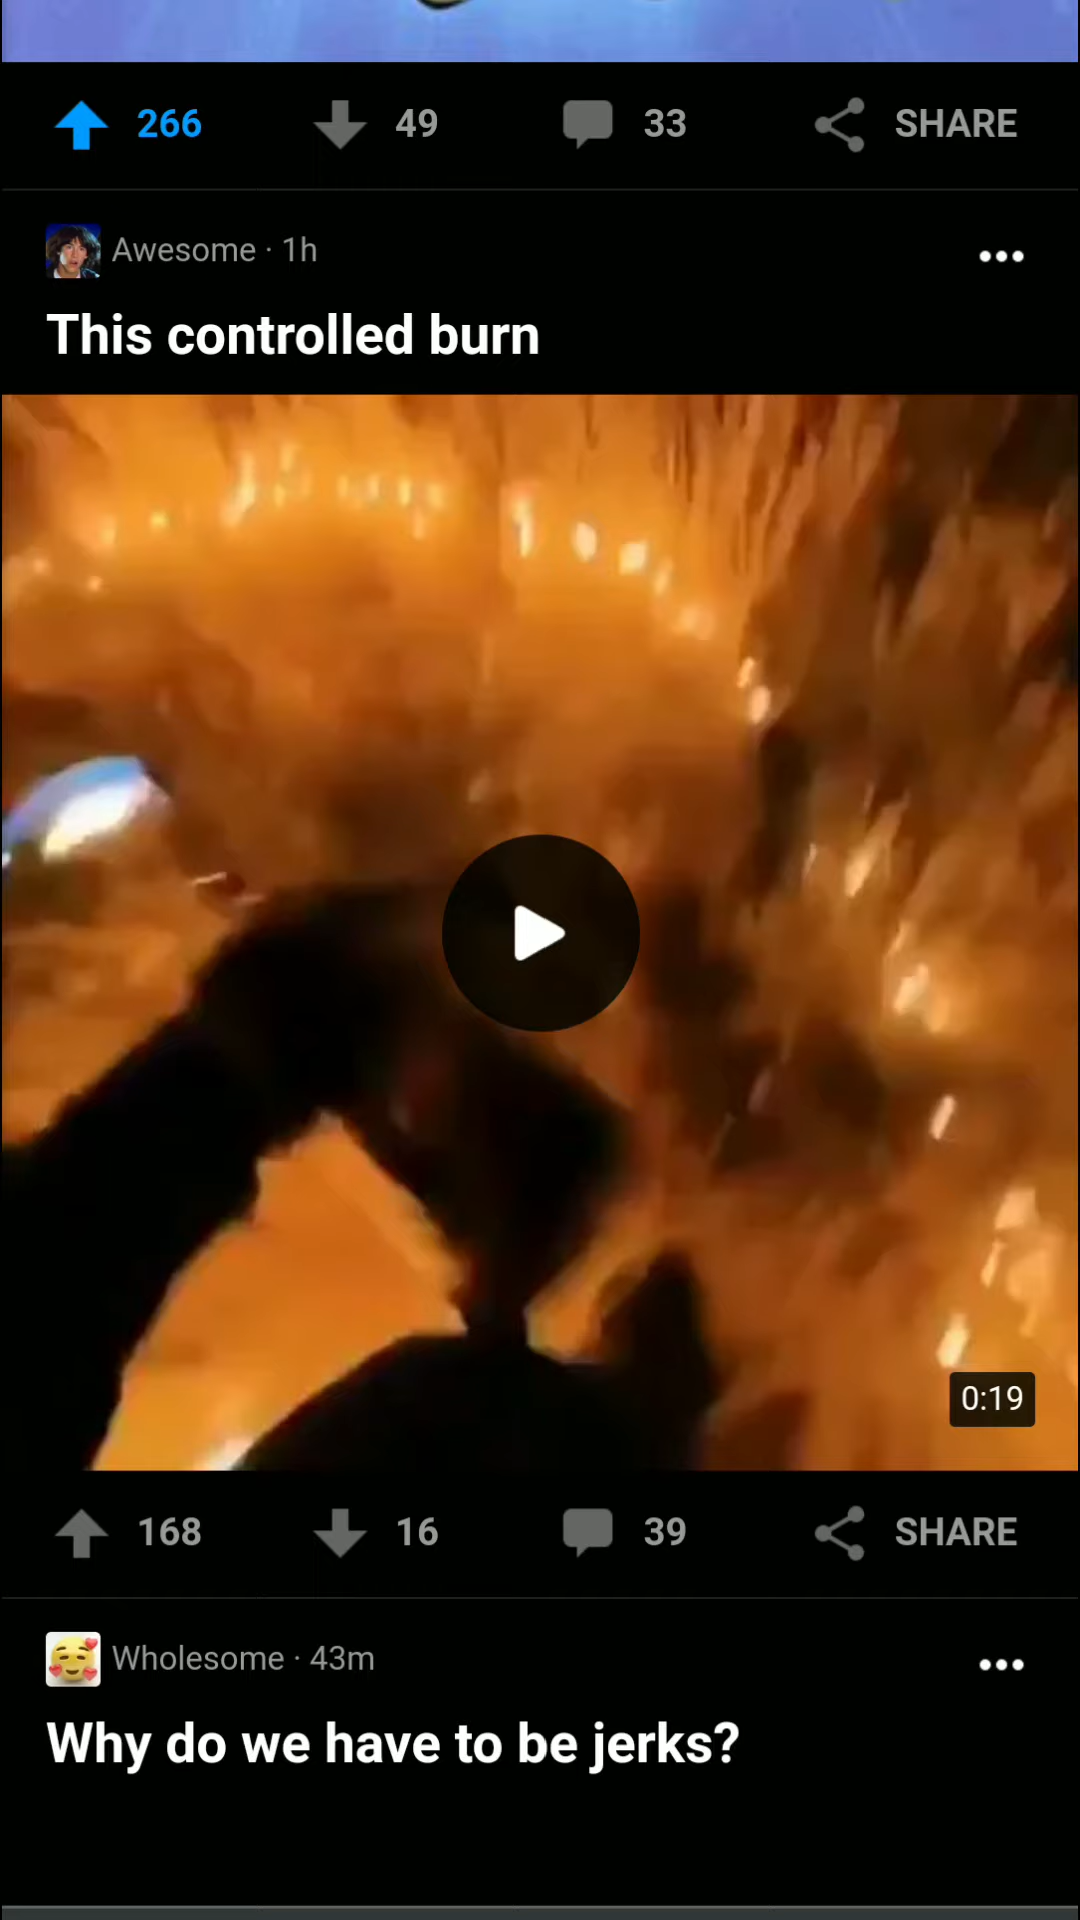 266 49 33 SHARE
Awesome · 1h
This controlled burn
0:19
168 16 39 SHARE
Wholesome · 43m
Why do we have to be jerks?